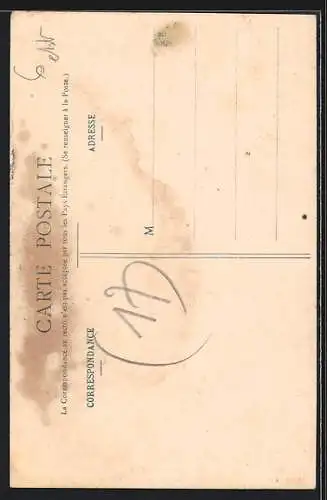 CARTE POSTALE
La Correspondance au recto n'est pas acceptée par tous les Pays Étrangers. (Se renseigner à la Poste.)
CORRESPONDANCE
ADRESSE
M
17